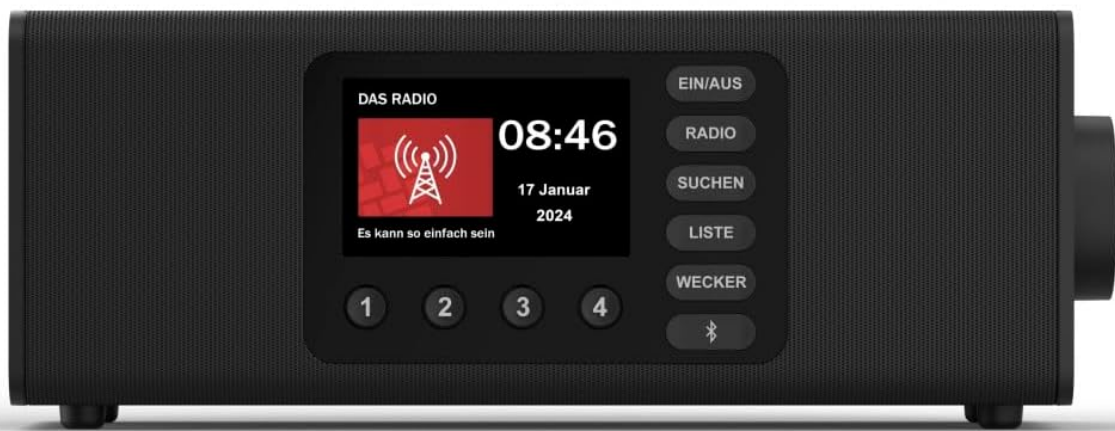 DAS RADIO
08:46
17 Januar
2024
Es kann so einfach sein
EIN/AUS
RADIO
SUCHEN
LISTE
WECKER
1 2 3 4